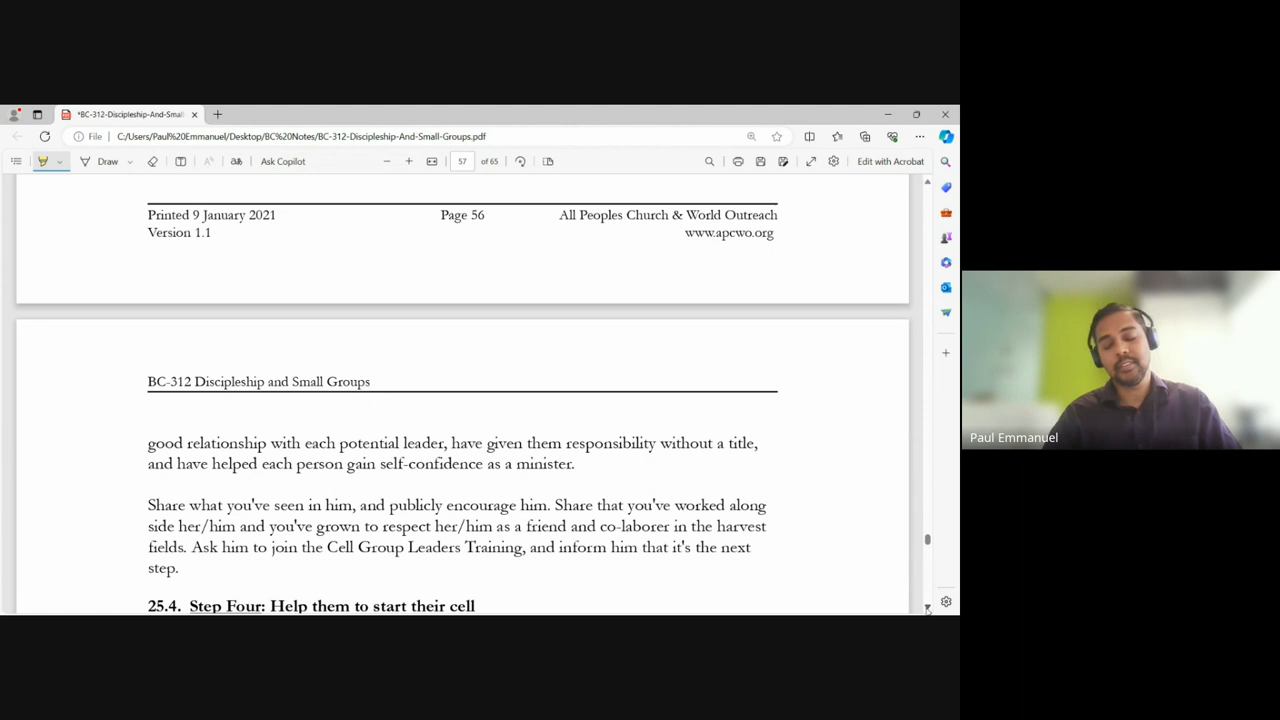 *BC-312-Discipleship-And-Small
File
C:/Users/Paul%20Emmanuel/Desktop/BC%20Notes/BC-312-Discipleship-And-Small-Groups.pdf
Draw
Ask Copilot
57
of 65
Edit with Acrobat
Printed 9 January 2021
Page 56
All Peoples Church & World Outreach
Version 1.1
www.apcwo.org
BC-312 Discipleship and Small Groups
good relationship with each potential leader, have given them responsibility without a title,
and have helped each person gain self-confidence as a minister.
Share what you've seen in him, and publicly encourage him. Share that you've worked along
side her/him and you've grown to respect her/him as a friend and co-laborer in the harvest
fields. Ask him to join the Cell Group Leaders Training, and inform him that it's the next
step.
25.4. Step Four: Help them to start their cell
Paul Emmanuel